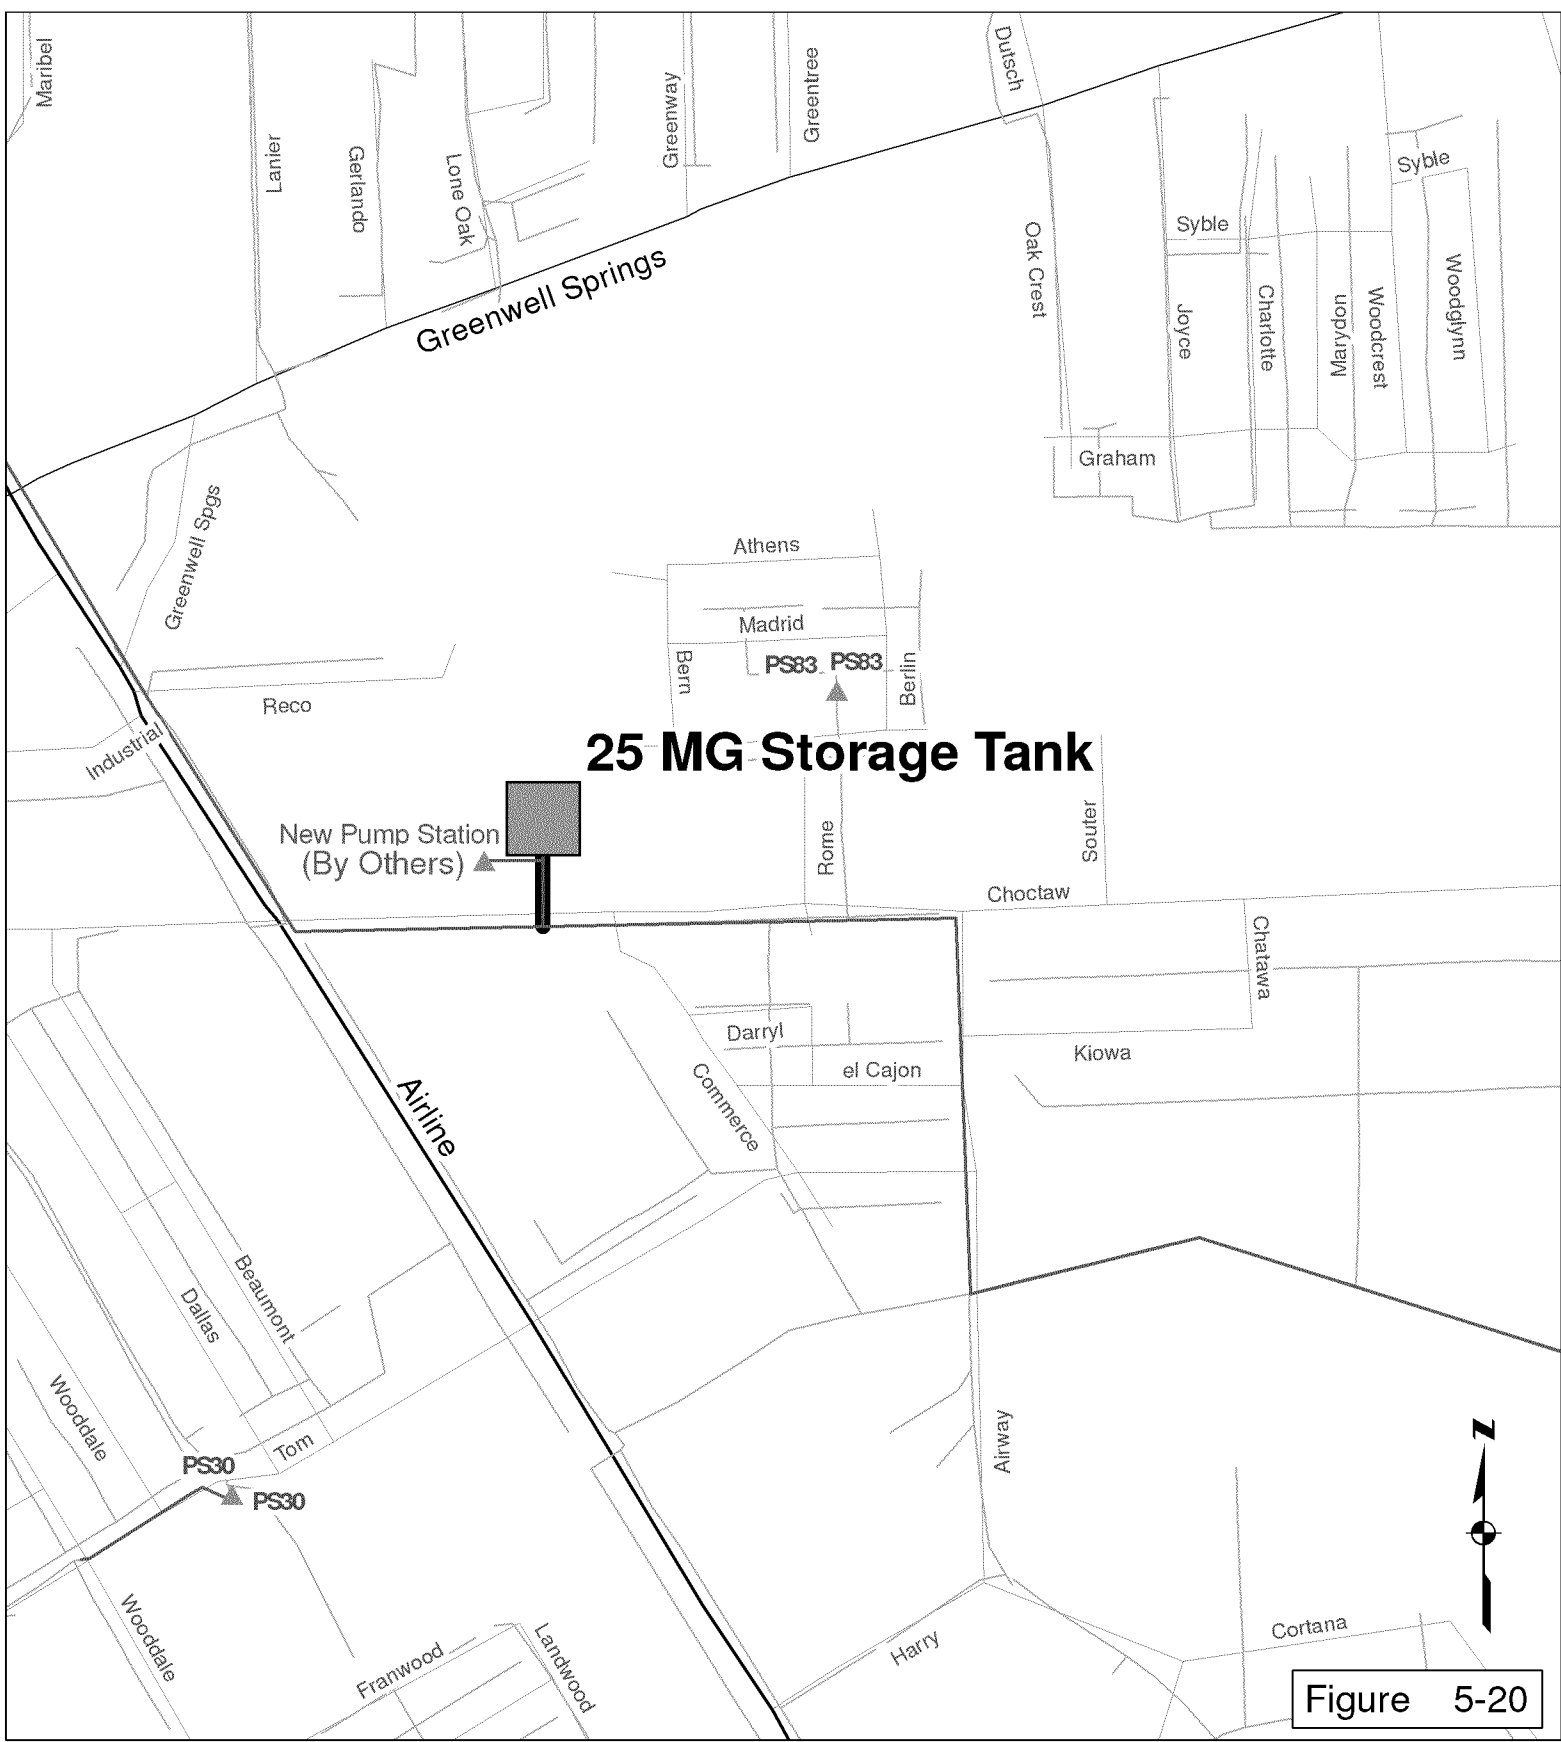 Maribel
Lanier
Gerlando
Lone Oak
Greenway
Greentree
Dutsch
Syble
Syble
Oak Crest
Joyce
Charlotte
Marydon
Woodcrest
Woodglynn
Greenwell Springs
Graham
Greenwell Spgs
Athens
Madrid
Bern
PS83
PS83
Berlin
Reco
Industrial
25 MG Storage Tank
New Pump Station
(By Others)
Rome
Souter
Choctaw
Chatawa
Darryl
Kiowa
el Cajon
Commerce
Airline
Beaumont
Dallas
Wooddale
Tom
PS30
PS30
Airway
Z
Wooddale
Franwood
Landwood
Harry
Cortana
Figure 5-20